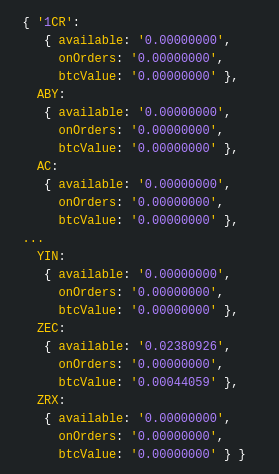 { '1CR':
{ available: '0.00000000',
onOrders: '0.00000000',
btcValue: '0.00000000' },
ABY:
{ available: '0.00000000',
onOrders: '0.00000000',
btcValue: '0.00000000' },
AC:
{ available: '0.00000000',
onOrders: '0.00000000',
btcValue: '0.00000000' },
...
YIN:
{ available: '0.00000000',
onOrders: '0.00000000',
btcValue: '0.00000000' },
ZEC:
{ available: '0.02380926',
onOrders: '0.00000000',
btcValue: '0.00044059' },
ZRX:
{ available: '0.00000000',
onOrders: '0.00000000',
btcValue: '0.00000000' } }